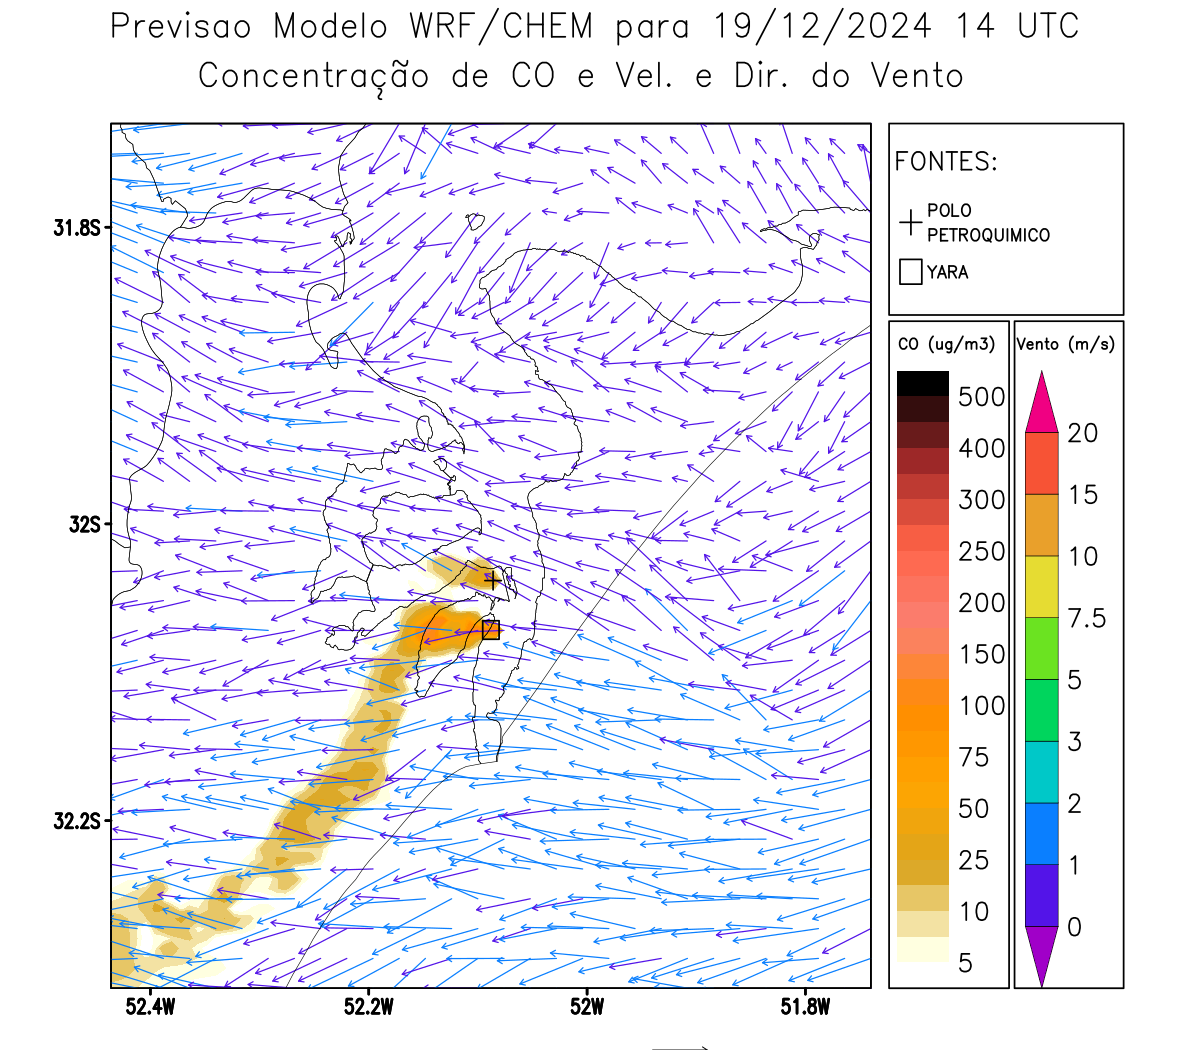 Previsao Modelo WRF/CHEM para 19/12/2024 14 UTC
Concentração de CO e Vel. e Dir. do Vento
FONTES:
POLO
PETROQUIMICO
YARA
CO (ug/m3)
500
400
300
250
200
150
100
75
50
25
10
5
Vento (m/s)
20
15
10
7.5
5
3
2
1
0
31.8S
32S
32.2S
52.4W
52.2W
52W
51.8W